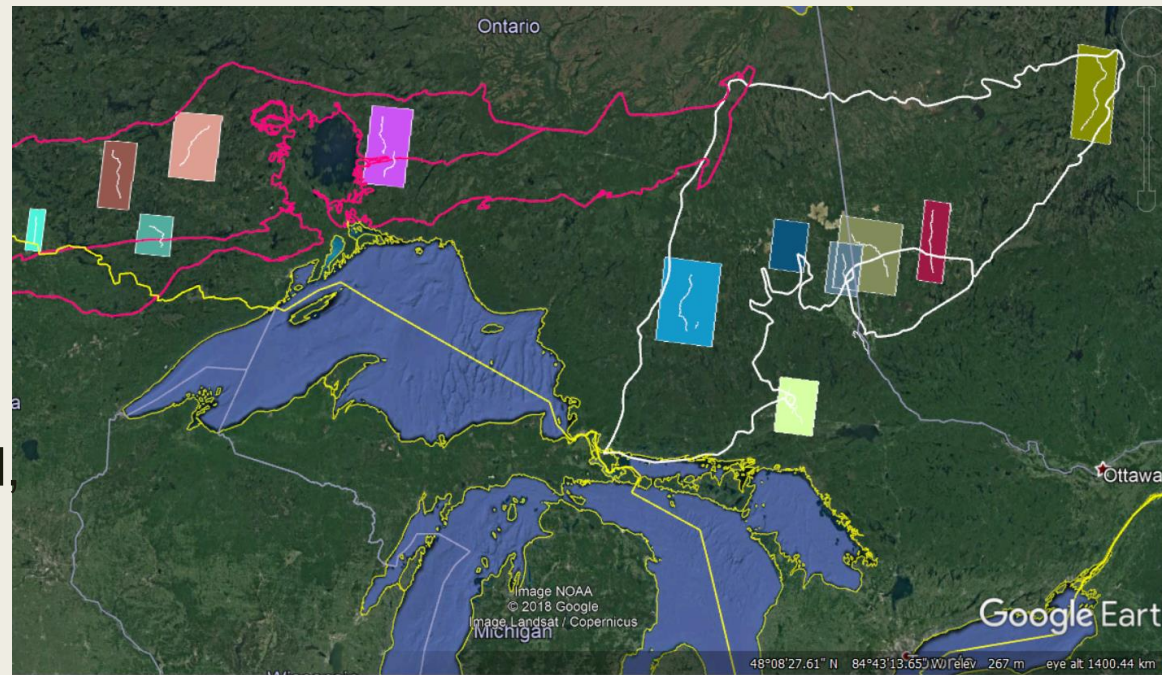 Ontario
Ottawa
Image NOAA
© 2018 Google
Image Landsat / Copernicus
Michigan
Google Eart
48°08'27.61" N 84°43'13.65" W elev 267 m eye alt 1400.44 km